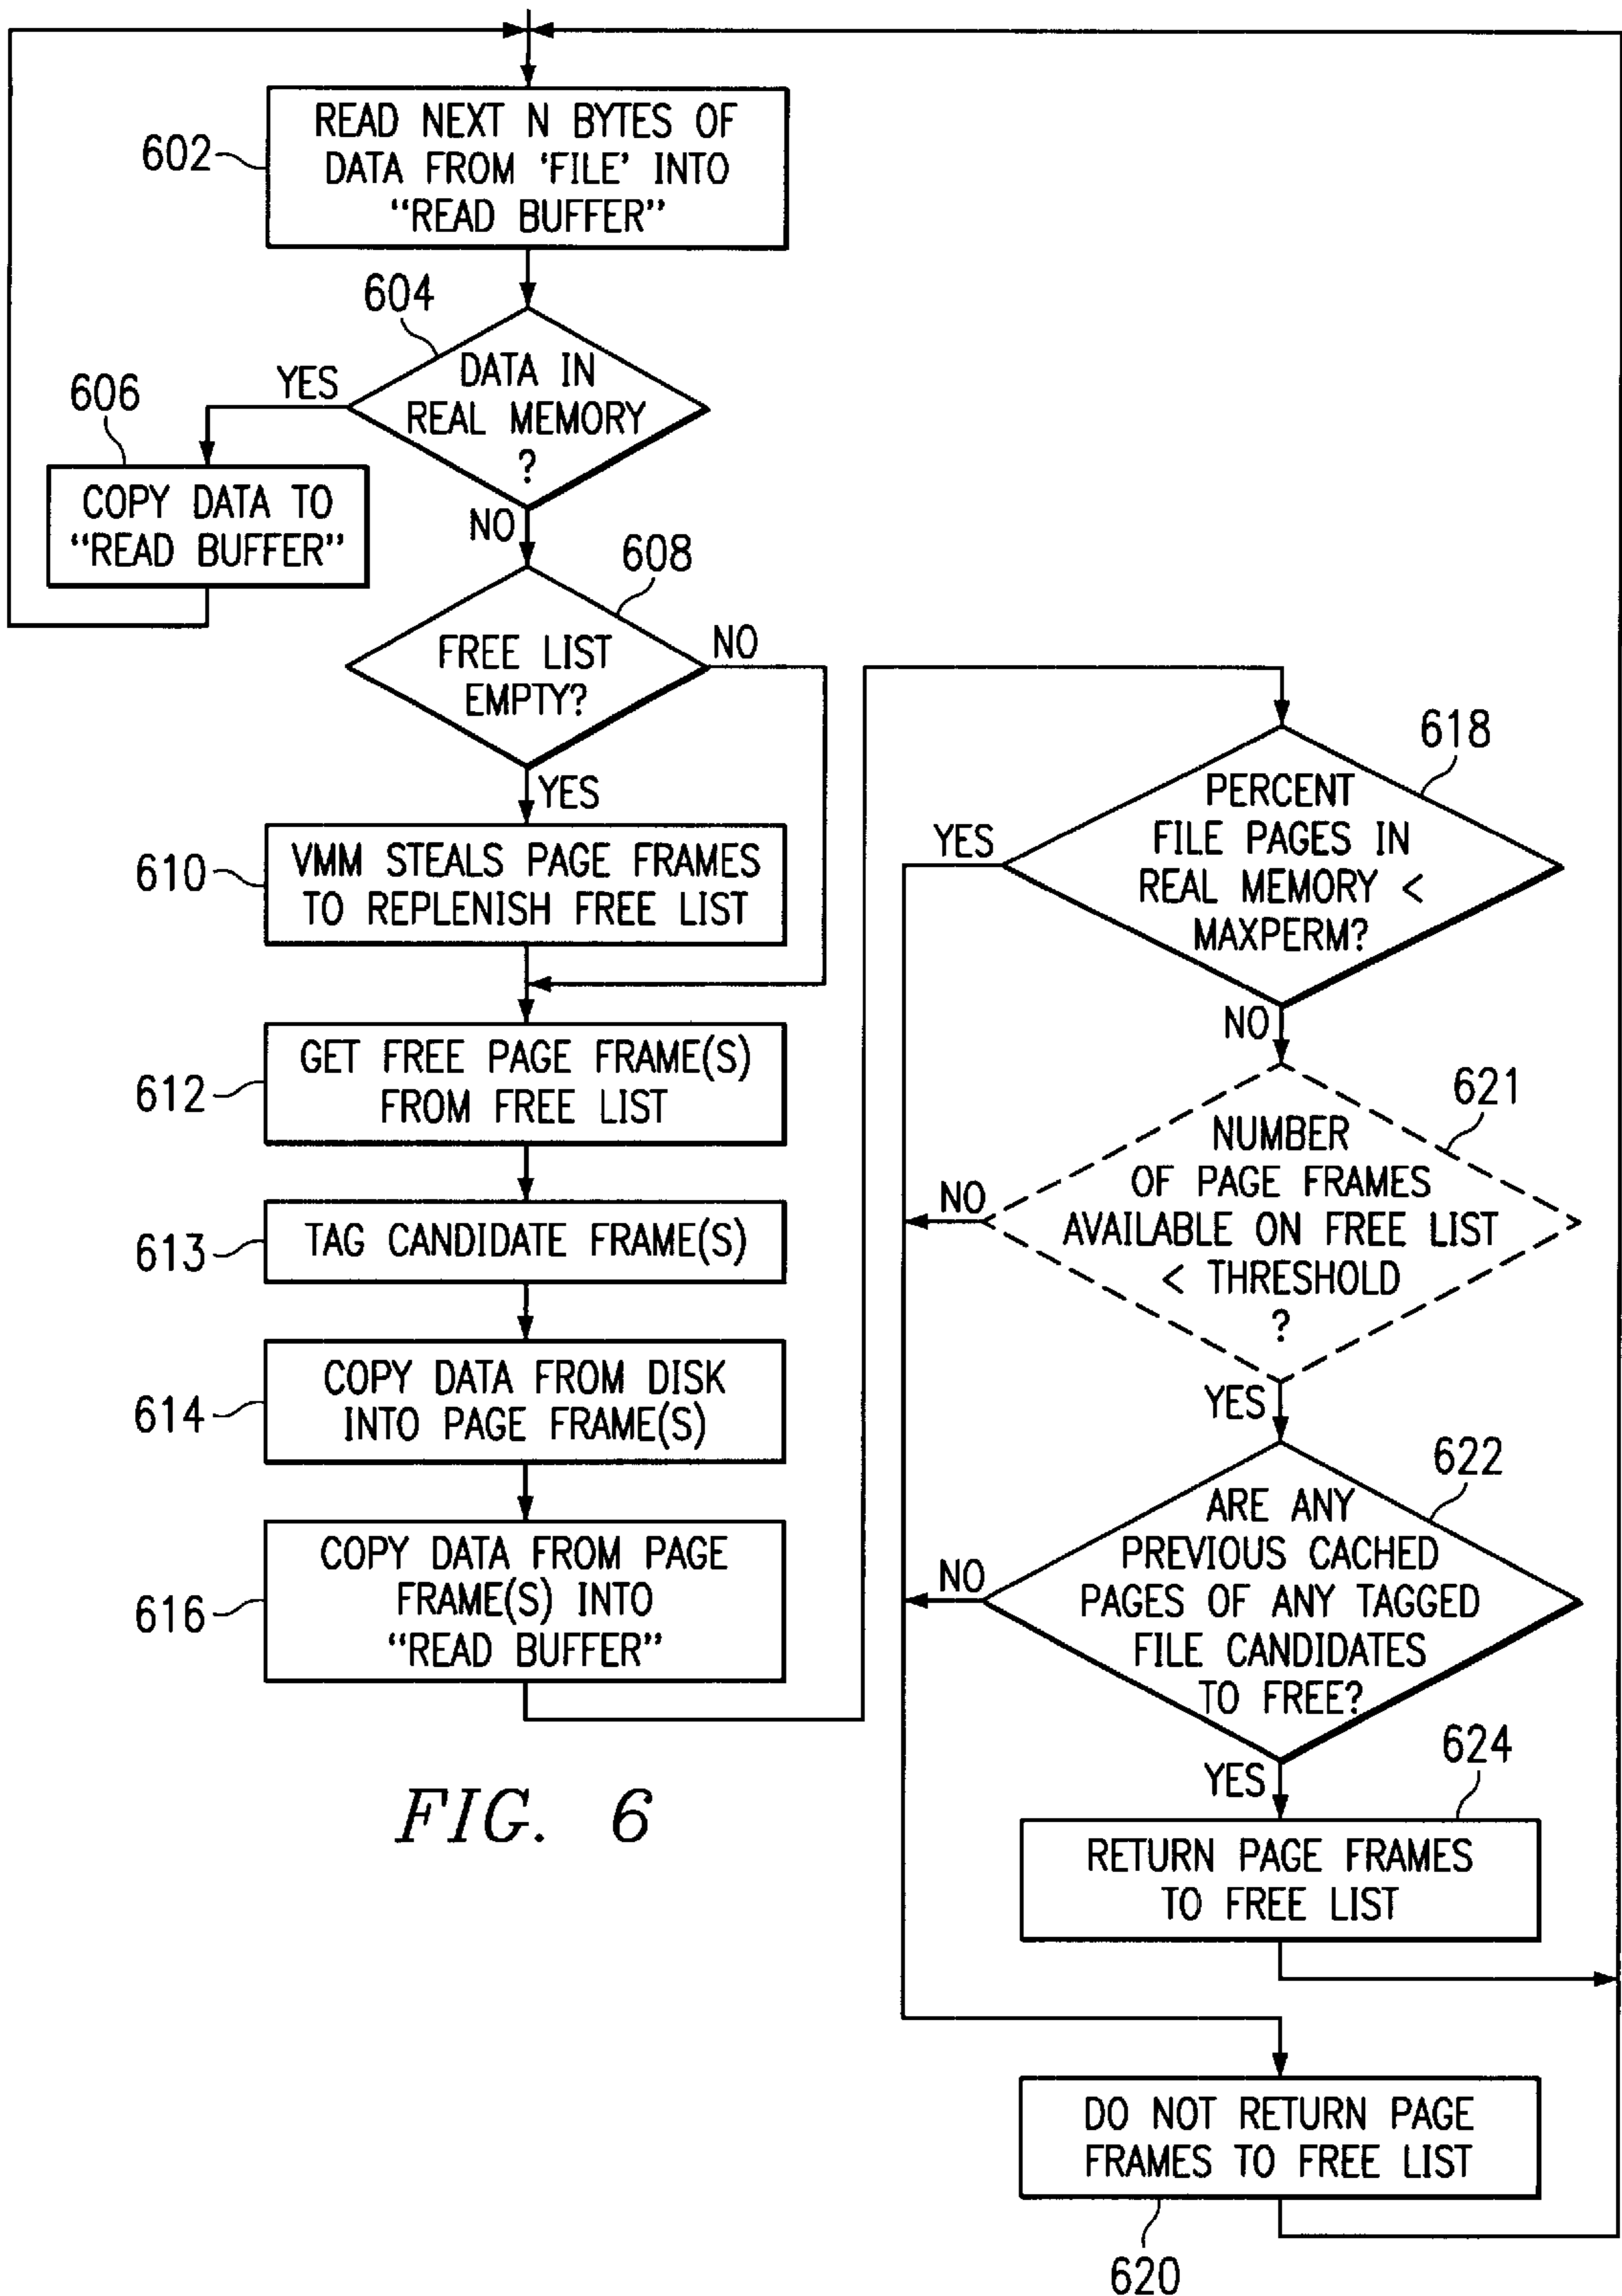 READ NEXT N BYTES OF
DATA FROM 'FILE' INTO
"READ BUFFER"
602
604
DATA IN
REAL MEMORY
?
YES
NO
606
COPY DATA TO
"READ BUFFER"
608
FREE LIST
EMPTY?
NO
YES
610
VMM STEALS PAGE FRAMES
TO REPLENISH FREE LIST
612
GET FREE PAGE FRAME(S)
FROM FREE LIST
613
TAG CANDIDATE FRAME(S)
614
COPY DATA FROM DISK
INTO PAGE FRAME(S)
616
COPY DATA FROM PAGE
FRAME(S) INTO
"READ BUFFER"
618
PERCENT
FILE PAGES IN
REAL MEMORY <
MAXPERM?
YES
NO
621
NUMBER
OF PAGE FRAMES
AVAILABLE ON FREE LIST
< THRESHOLD
?
NO
YES
622
ARE ANY
PREVIOUS CACHED
PAGES OF ANY TAGGED
FILE CANDIDATES
TO FREE?
NO
YES
624
RETURN PAGE FRAMES
TO FREE LIST
DO NOT RETURN PAGE
FRAMES TO FREE LIST
620
FIG. 6